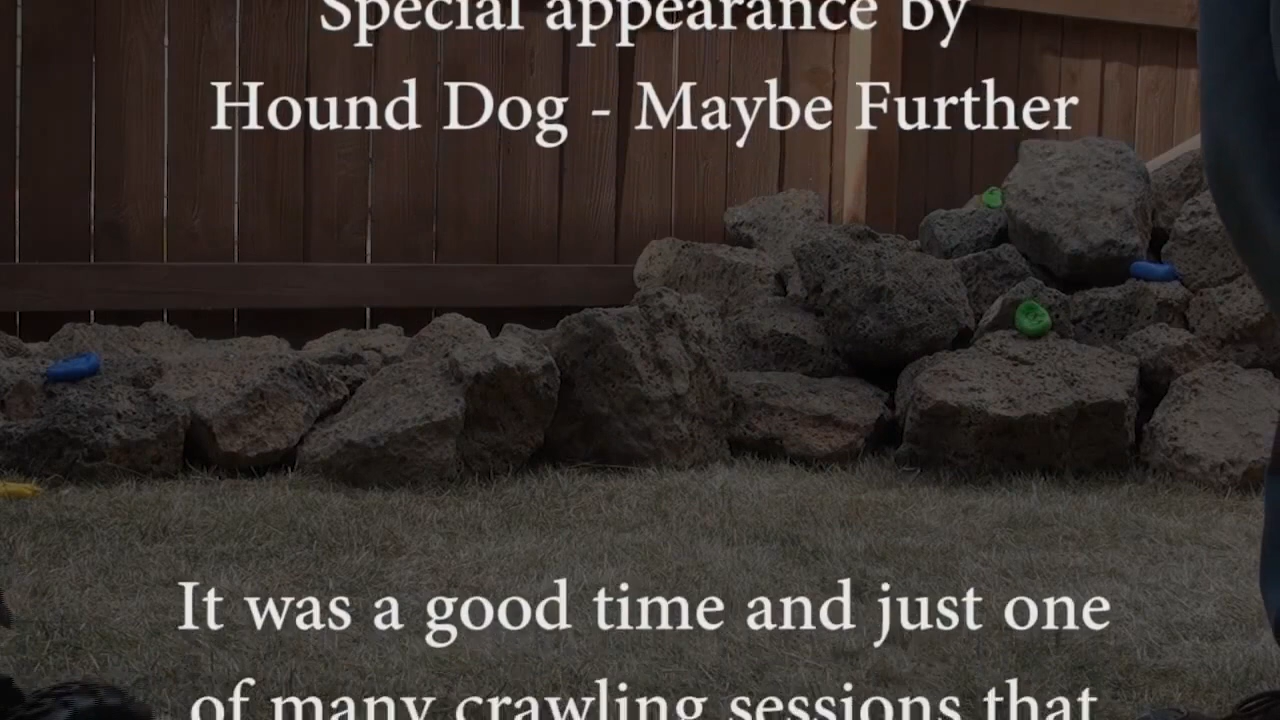 Special appearance by
Hound Dog - Maybe Further
It was a good time and just one
of many crawling sessions that